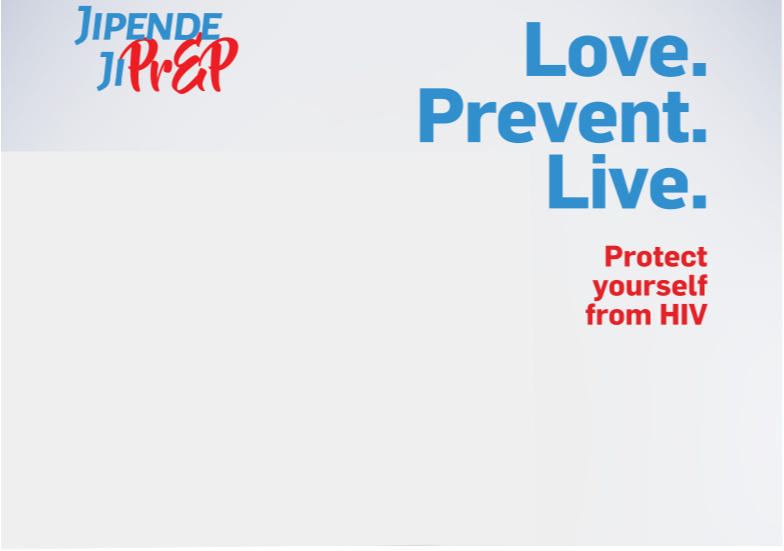 JIPENDE
JIPrEP
Love.
Prevent.
Live.
Protect
yourself
from HIV